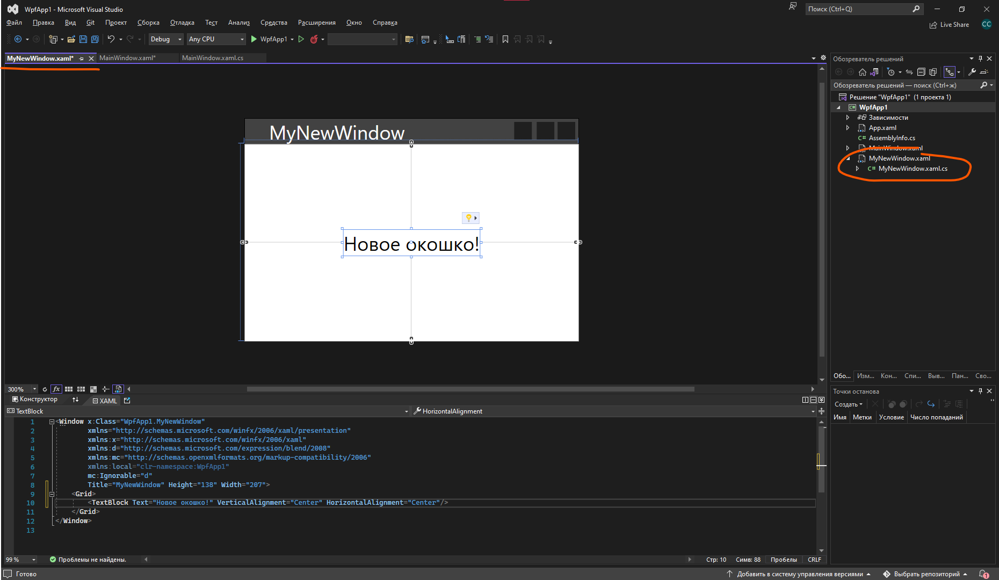 WpfApp1 - Microsoft Visual Studio
Поиск (Ctrl+Q)
Файл Правка Вид Git Проект Сборка Отладка Тест Анализ Средства Расширения Окно Справка
Live Share CC
Debug Any CPU WpfApp1
MyNewWindow.xaml* MainWindow.xaml* MainWindow.xaml.cs
Обозреватель решений
Обозреватель решений — поиск (Ctrl+ж)
Решение "WpfApp1" (1 проекта 1)
C# WpfApp1
Зависимости
App.xaml
C# AssemblyInfo.cs
MainWindow.xaml
MyNewWindow.xaml
C# MyNewWindow.xaml.cs
MyNewWindow
Новое окошко!
Обо... Изм... Кон... Спи... Выв... Пан... Сво...
300% fx
Точки останова
Создать
Имя Метки Условие Число попаданий
Конструктор XAML
TextBlock HorizontalAlignment
1 <Window x:Class="WpfApp1.MyNewWindow"
2 xmlns="http://schemas.microsoft.com/winfx/2006/xaml/presentation"
3 xmlns:x="http://schemas.microsoft.com/winfx/2006/xaml"
4 xmlns:d="http://schemas.microsoft.com/expression/blend/2008"
5 xmlns:mc="http://schemas.openxmlformats.org/markup-compatibility/2006"
6 xmlns:local="clr-namespace:WpfApp1"
7 mc:Ignorable="d"
8 Title="MyNewWindow" Height="138" Width="207">
9 <Grid>
10 <TextBlock Text="Новое окошко!" VerticalAlignment="Center" HorizontalAlignment="Center"/>
11 </Grid>
12 </Window>
13
99 % Проблемы не найдены. Стр: 10 Симв: 88 Пробелы CRLF
Готово Добавить в систему управления версиями Выбрать репозиторий 1